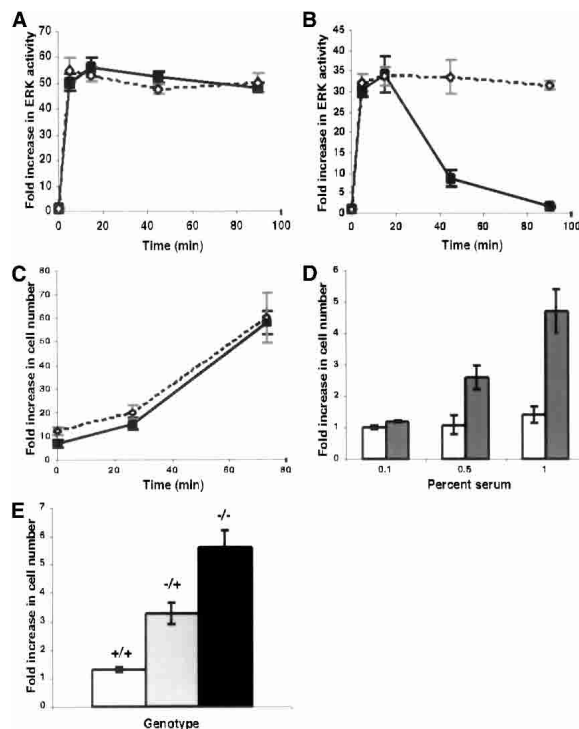 A
Fold increase in ERK activity
70
60
50
40
30
20
10
0
0 20 40 60 80 100
Time (min)
B
Fold increase in ERK activity
45
40
35
30
25
20
15
10
5
0
0 20 40 60 80 100
Time (min)
C
Fold increase in cell number
80
70
60
50
40
30
20
10
0
0 20 40 60 80
Time (min)
D
Fold increase in cell number
6
5
4
3
2
1
0
0.1 0.5 1
Percent serum
E
Fold increase in cell number
7
6
5
4
3
2
1
0
+/+
-/+
-/-
Genotype